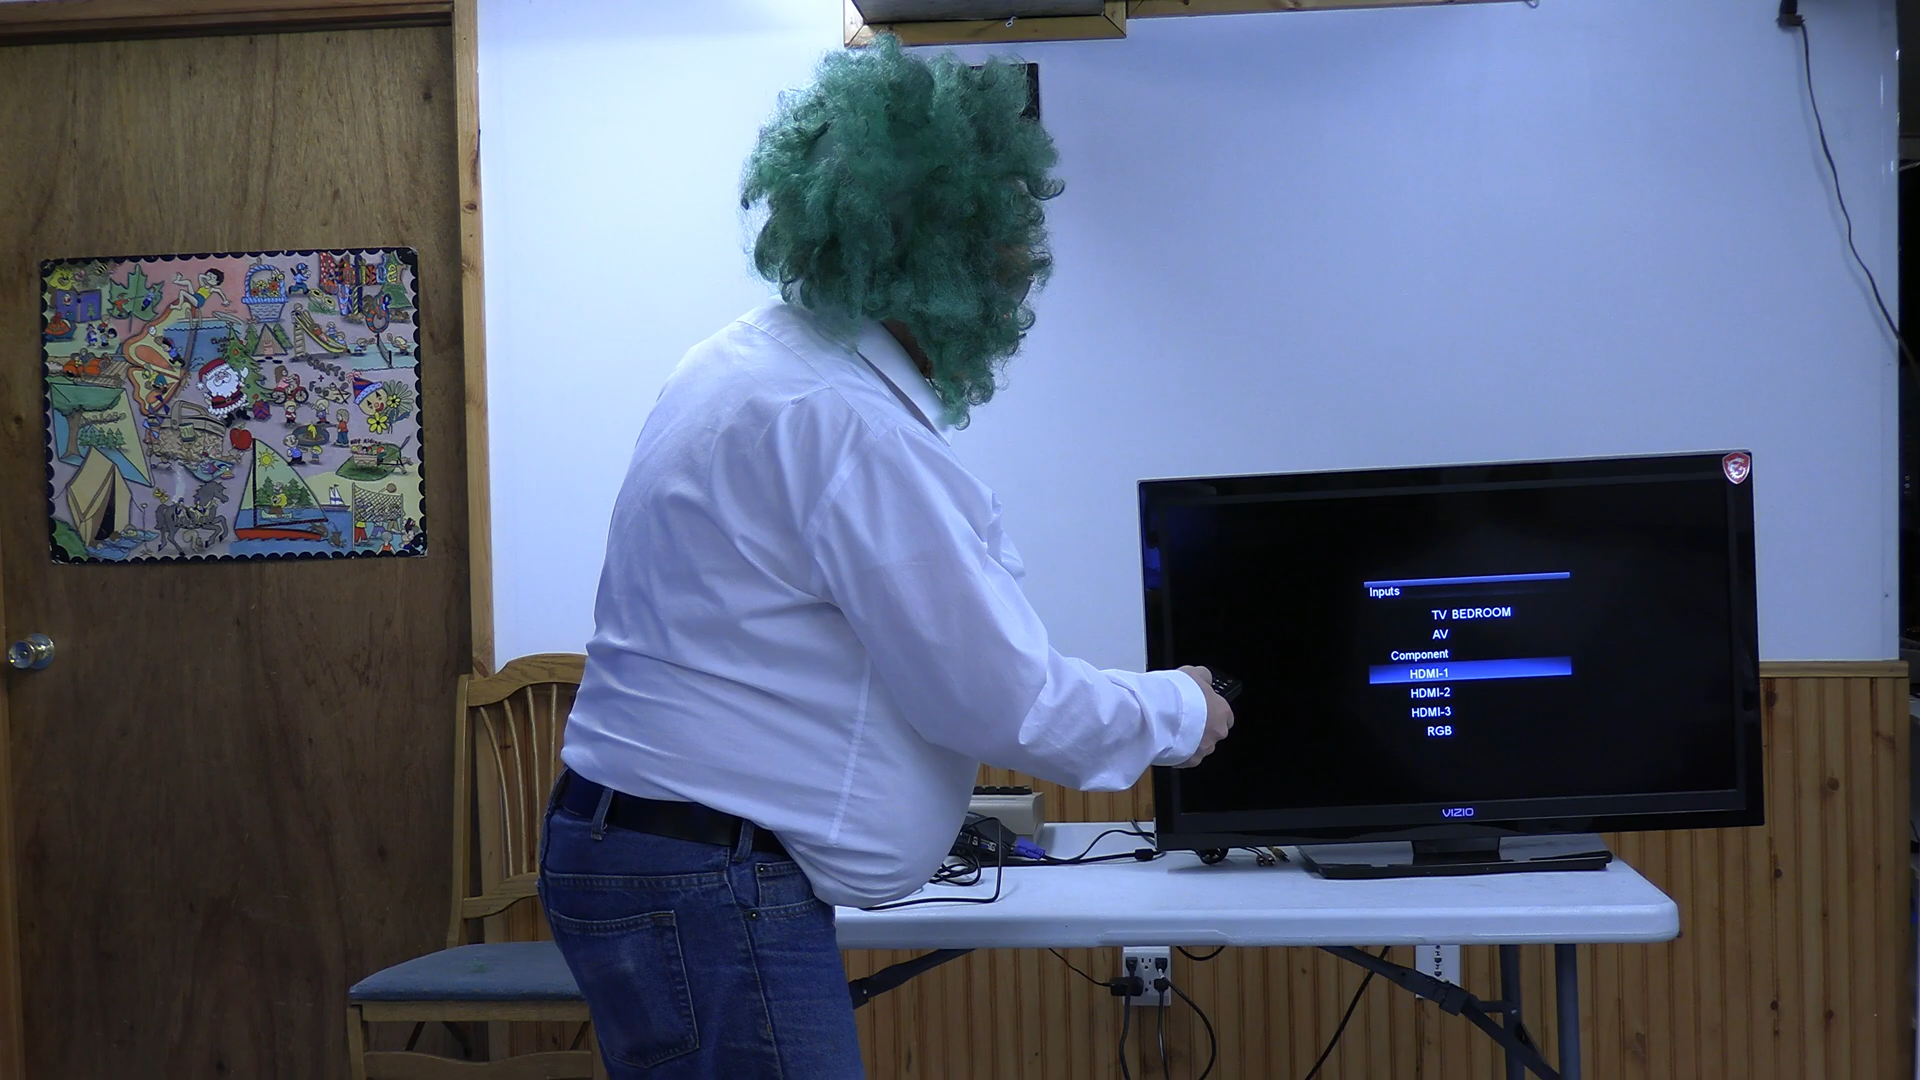 Inputs
TV BEDROOM
AV
Component
HDMI-1
HDMI-2
HDMI-3
RGB
VIZIO